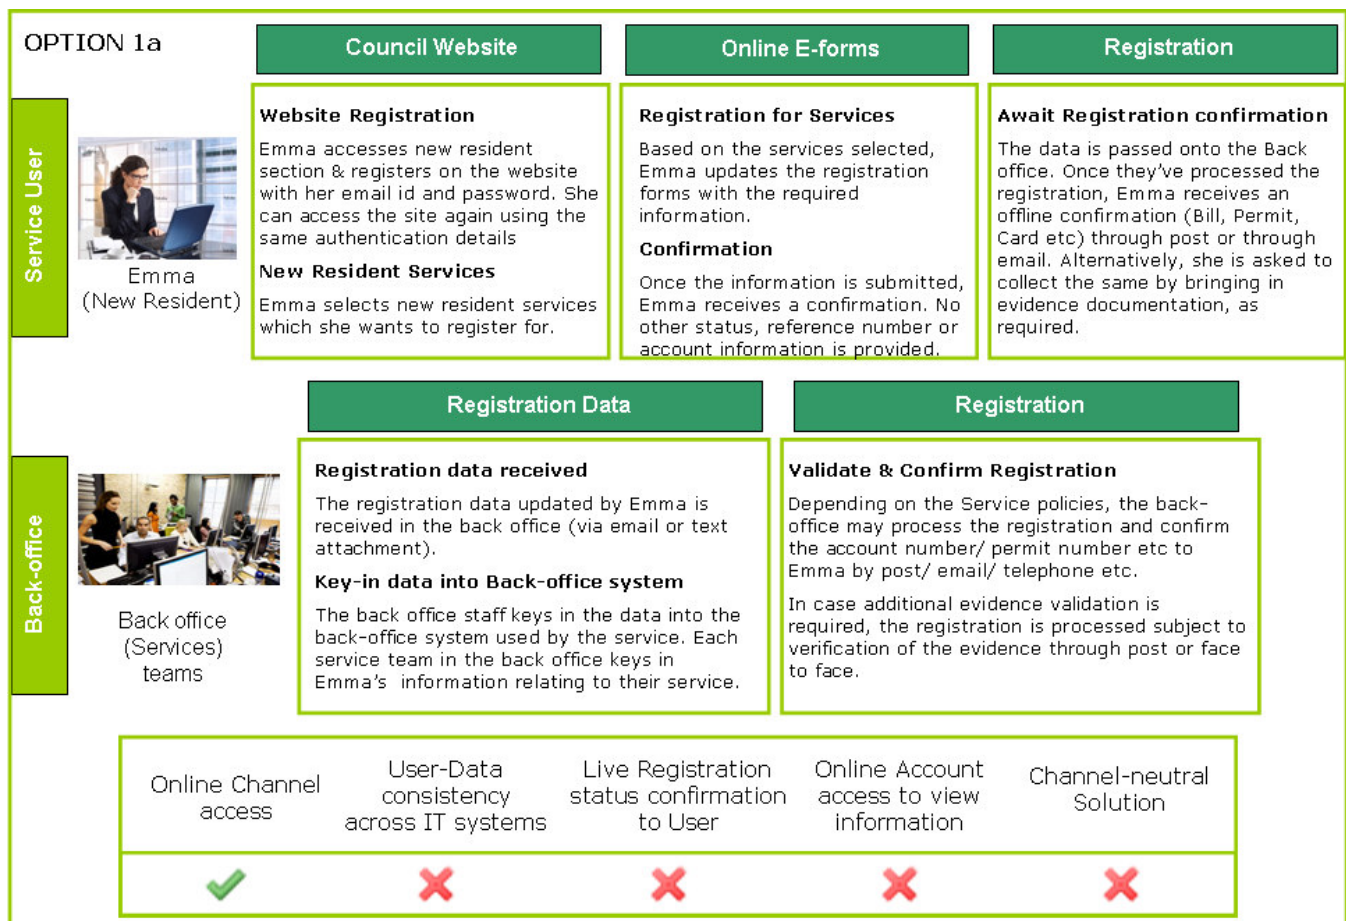 OPTION 1a
Council Website
Online E-forms
Registration
Service User
Emma
(New Resident)
Website Registration
Emma accesses new resident
section & registers on the website
with her email id and password. She
can access the site again using the
same authentication details
New Resident Services
Emma selects new resident services
which she wants to register for.
Registration for Services
Based on the services selected,
Emma updates the registration
forms with the required
information.
Confirmation
Once the information is submitted,
Emma receives a confirmation. No
other status, reference number or
account information is provided.
Await Registration confirmation
The data is passed onto the Back
office. Once they've processed the
registration, Emma receives an
offline confirmation (Bill, Permit,
Card etc) through post or through
email. Alternatively, she is asked to
collect the same by bringing in
evidence documentation, as
required.
Registration Data
Registration
Back-office
Back office
(Services)
teams
Registration data received
The registration data updated by Emma is
received in the back office (via email or text
attachment).
Key-in data into Back-office system
The back office staff keys in the data into the
back-office system used by the service. Each
service team in the back office keys in
Emma's information relating to their service.
Validate & Confirm Registration
Depending on the Service policies, the back-
office may process the registration and confirm
the account number/ permit number etc to
Emma by post/ email/ telephone etc.
In case additional evidence validation is
required, the registration is processed subject to
verification of the evidence through post or face
to face.
Online Channel
access
User-Data
consistency
across IT systems
Live Registration
status confirmation
to User
Online Account
access to view
information
Channel-neutral
Solution